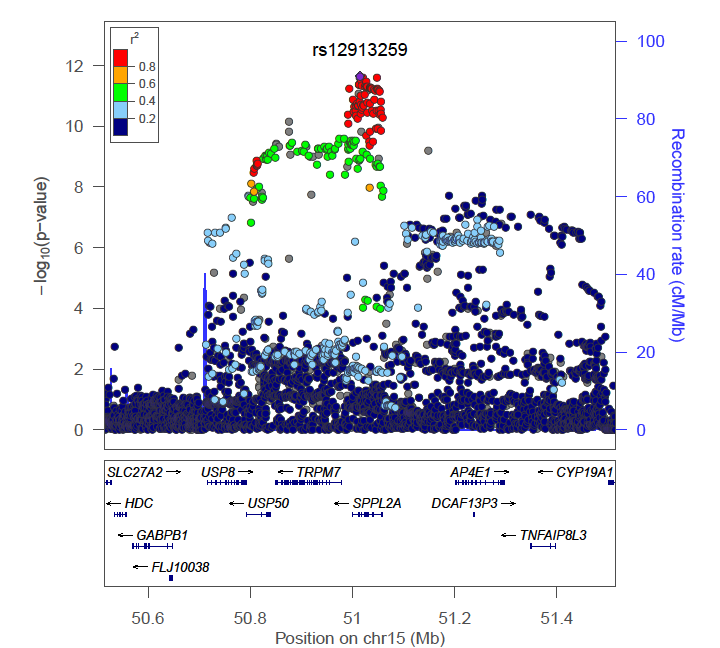 rs12913259
r²
0.8
0.6
0.4
0.2
12
10
8
6
4
2
0
−log₁₀(p−value)
100
80
60
40
20
0
Recombination rate (cM/Mb)
SLC27A2 → USP8 → ← TRPM7 AP4E1 → ← CYP19A1
← HDC ← USP50 ← SPPL2A DCAF13P3 →
← GABPB1 ← TNFAIP8L3
← FLJ10038
50.6 50.8 51 51.2 51.4
Position on chr15 (Mb)